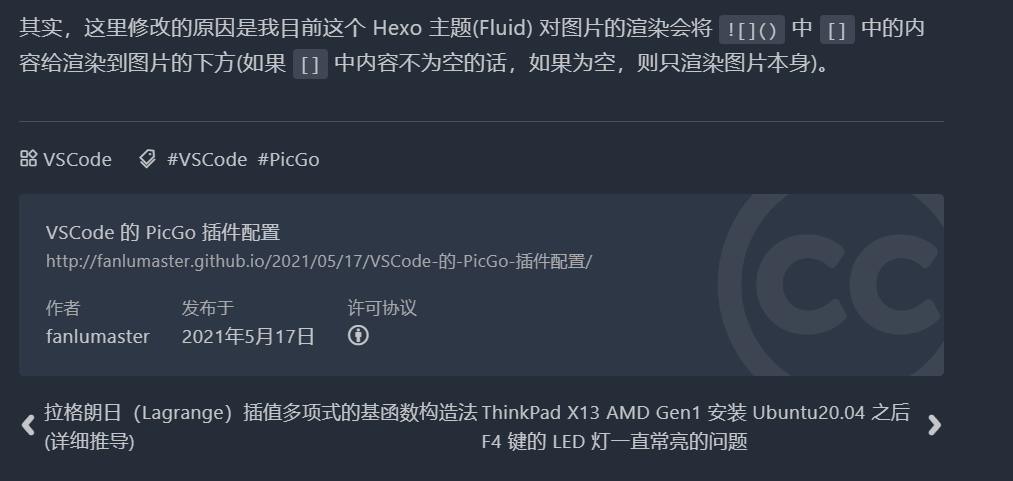 其实，这里修改的原因是我目前这个 Hexo 主题(Fluid) 对图片的渲染会将 ![]() 中 [] 中的内
容给渲染到图片的下方(如果 [] 中内容不为空的话，如果为空，则只渲染图片本身)。
VSCode #VSCode #PicGo
VSCode 的 PicGo 插件配置
http://fanlumaster.github.io/2021/05/17/VSCode-的-PicGo-插件配置/
作者 发布于 许可协议
fanlumaster 2021年5月17日
cc
拉格朗日（Lagrange）插值多项式的基函数构造法
(详细推导)
ThinkPad X13 AMD Gen1 安装 Ubuntu20.04 之后
F4 键的 LED 灯一直常亮的问题